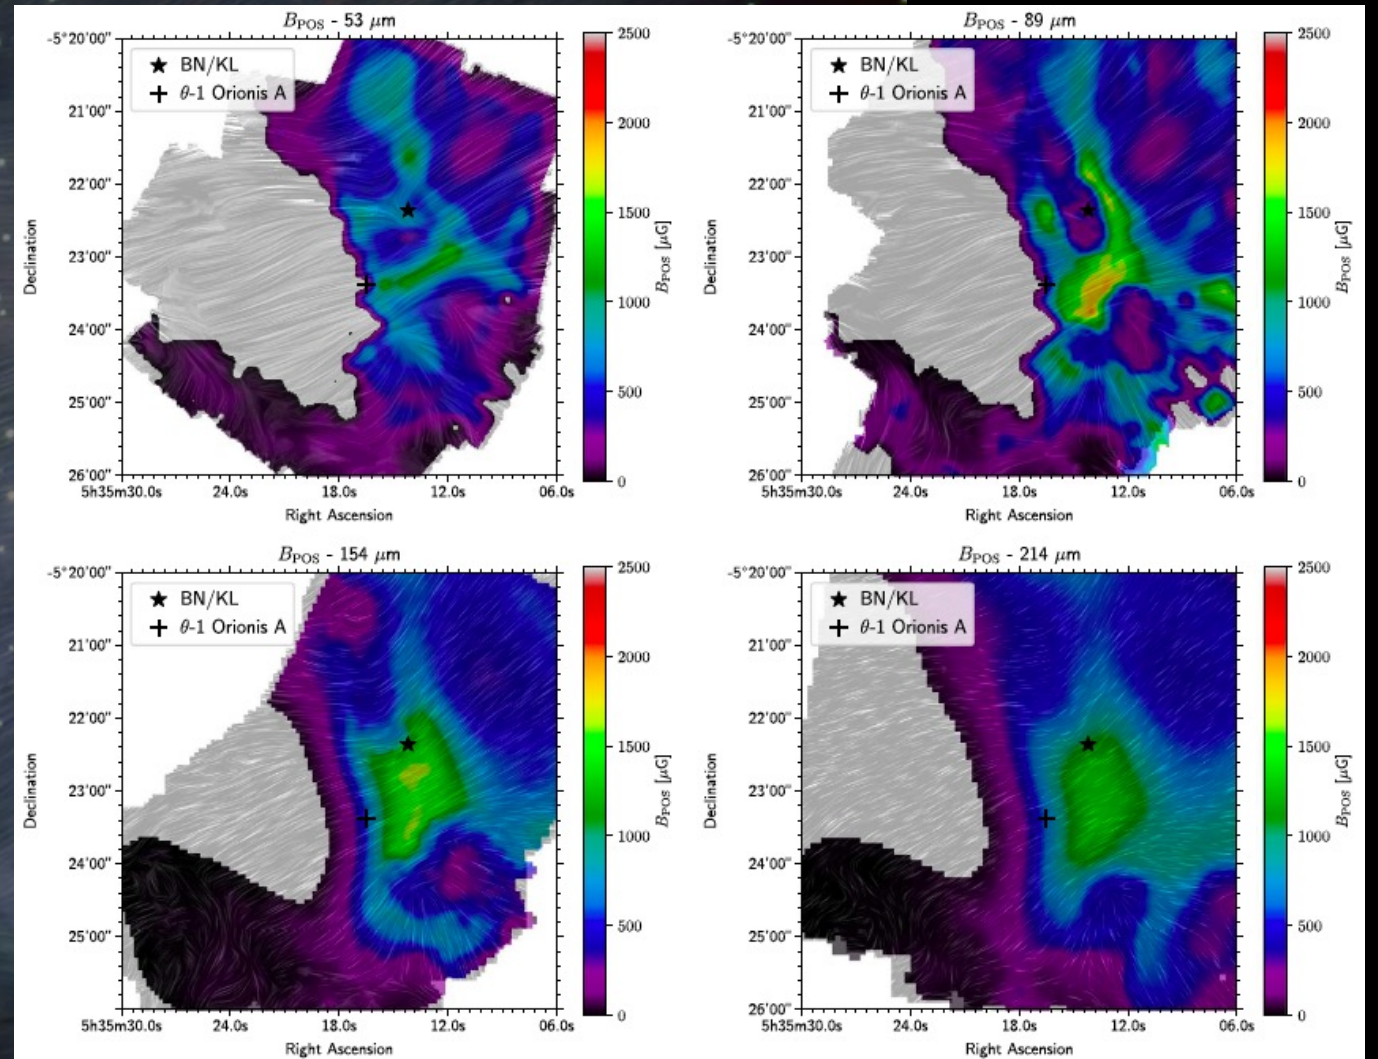 B_POS - 53 μm
-5°20'00"
21'00"
22'00"
23'00"
24'00"
25'00"
26'00"
Declination
★ BN/KL
+ θ-1 Orionis A
5h35m30.0s 24.0s 18.0s 12.0s 06.0s
Right Ascension
2500
2000
1500
1000
500
0
B_POS [μG]
B_POS - 89 μm
-5°20'00"
21'00"
22'00"
23'00"
24'00"
25'00"
26'00"
Declination
★ BN/KL
+ θ-1 Orionis A
5h35m30.0s 24.0s 18.0s 12.0s 06.0s
Right Ascension
2500
2000
1500
1000
500
0
B_POS [μG]
B_POS - 154 μm
-5°20'00"
21'00"
22'00"
23'00"
24'00"
25'00"
Declination
★ BN/KL
+ θ-1 Orionis A
5h35m30.0s 24.0s 18.0s 12.0s 06.0s
Right Ascension
2500
2000
1500
1000
500
0
B_POS [μG]
B_POS - 214 μm
-5°20'00"
21'00"
22'00"
23'00"
24'00"
25'00"
26'00"
Declination
★ BN/KL
+ θ-1 Orionis A
5h35m30.0s 24.0s 18.0s 12.0s 06.0s
Right Ascension
2500
2000
1500
1000
500
0
B_POS [μG]